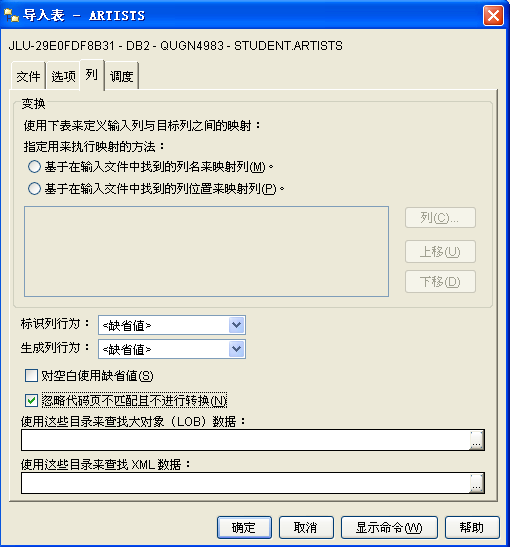 导入表 - ARTISTS
JLU-29E0FDF8B31 - DB2 - QUGN4983 - STUDENT.ARTISTS
文件 选项 列 调度
变换
使用下表来定义输入列与目标列之间的映射：
指定用来执行映射的方法：
基于在输入文件中找到的列名来映射列(M)。
基于在输入文件中找到的列位置来映射列(P)。
列(C)...
上移(U)
下移(D)
标识列行为： <缺省值>
生成列行为： <缺省值>
对空白使用缺省值(S)
忽略代码页不匹配且不进行转换(N)
使用这些目录来查找大对象（LOB）数据：
...
使用这些目录来查找 XML 数据：
...
确定 取消 显示命令(W) 帮助